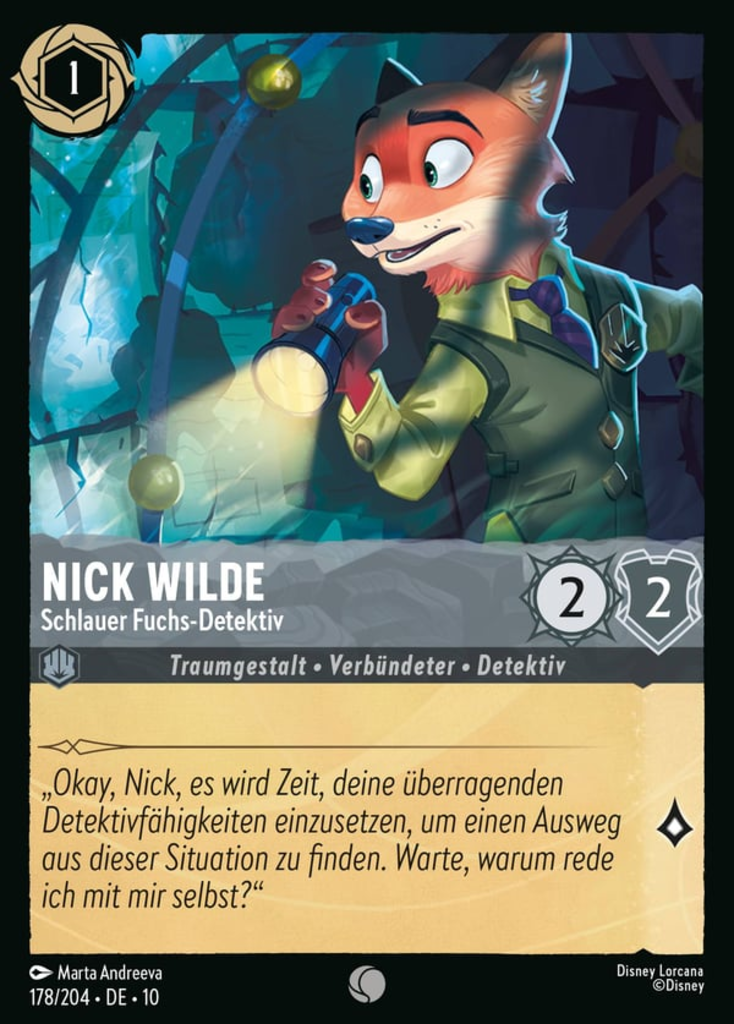 1
NICK WILDE
Schlauer Fuchs-Detektiv
2
2
Traumgestalt • Verbündeter • Detektiv
„Okay, Nick, es wird Zeit, deine überragenden
Detektivfähigkeiten einzusetzen, um einen Ausweg
aus dieser Situation zu finden. Warte, warum rede
ich mit mir selbst?“
Marta Andreeva
178/204 • DE • 10
Disney Lorcana
©Disney